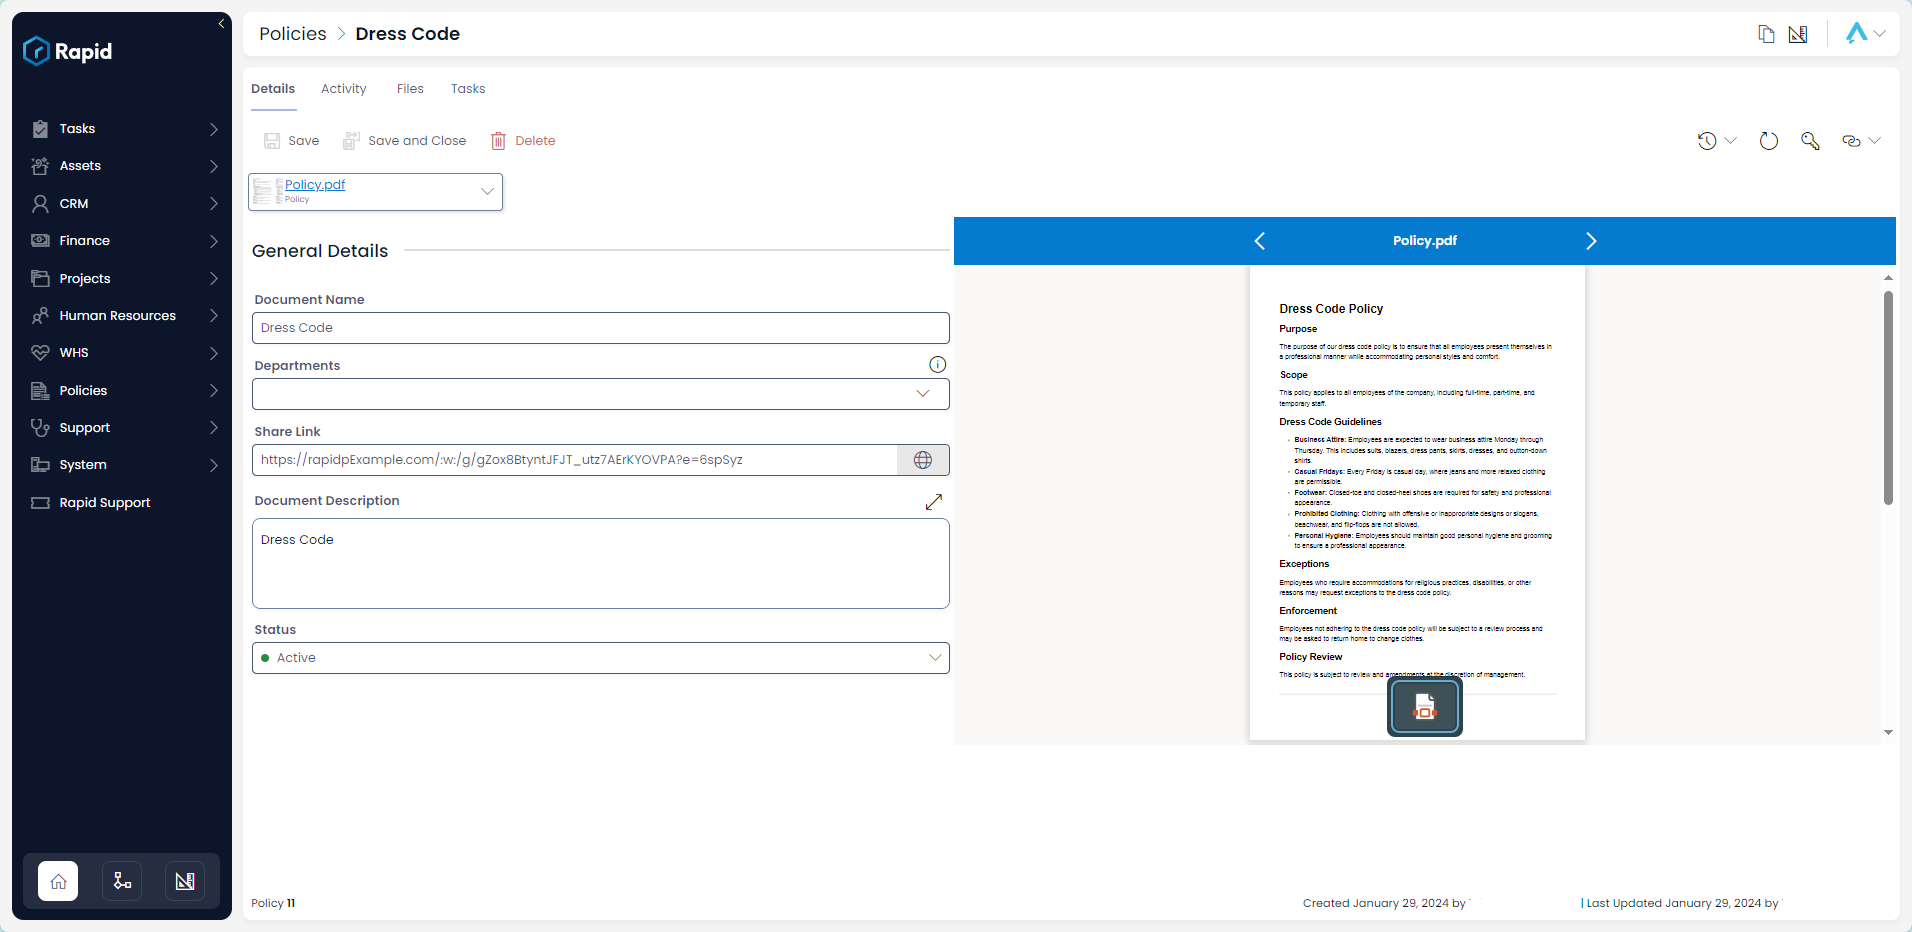 Rapid
Tasks
Assets
CRM
Finance
Projects
Human Resources
WHS
Policies
Support
System
Rapid Support
Policies > Dress Code
Details Activity Files Tasks
Save Save and Close Delete
Policy.pdf
Policy
General Details
Document Name
Dress Code
Departments
Share Link
https://rapidpExample.com/:w:/g/gZox8BtyntJFJT_utz7AErKYOVPA?e=6spSyz
Document Description
Dress Code
Status
Active
Policy.pdf
Dress Code Policy
Purpose
The purpose of our dress code policy is to ensure that all employees present themselves in
a professional manner while accommodating personal styles and comfort.
Scope
This policy applies to all employees of the company, including full-time, part-time, and
temporary staff.
Dress Code Guidelines
• Business Attire: Employees are expected to wear business attire Monday through
Thursday. This includes suits, blazers, dress pants, skirts, dresses, and button-down
shirts.
• Casual Fridays: Every Friday is casual day, where jeans and more relaxed clothing
are permissible.
• Footwear: Closed-toe and closed-heel shoes are required for safety and professional
appearance.
• Prohibited Clothing: Clothing with offensive or inappropriate designs or slogans,
beachwear, and flip-flops are not allowed.
• Personal Hygiene: Employees should maintain good personal hygiene and grooming
to ensure a professional appearance.
Exceptions
Employees who require accommodations for religious practices, disabilities, or other
reasons may request exceptions to the dress code policy.
Enforcement
Employees not adhering to the dress code policy will be subject to a review process and
may be asked to return home to change clothes.
Policy Review
This policy is subject to review and amendments at the discretion of management.
Policy 11
Created January 29, 2024 by
| Last Updated January 29, 2024 by